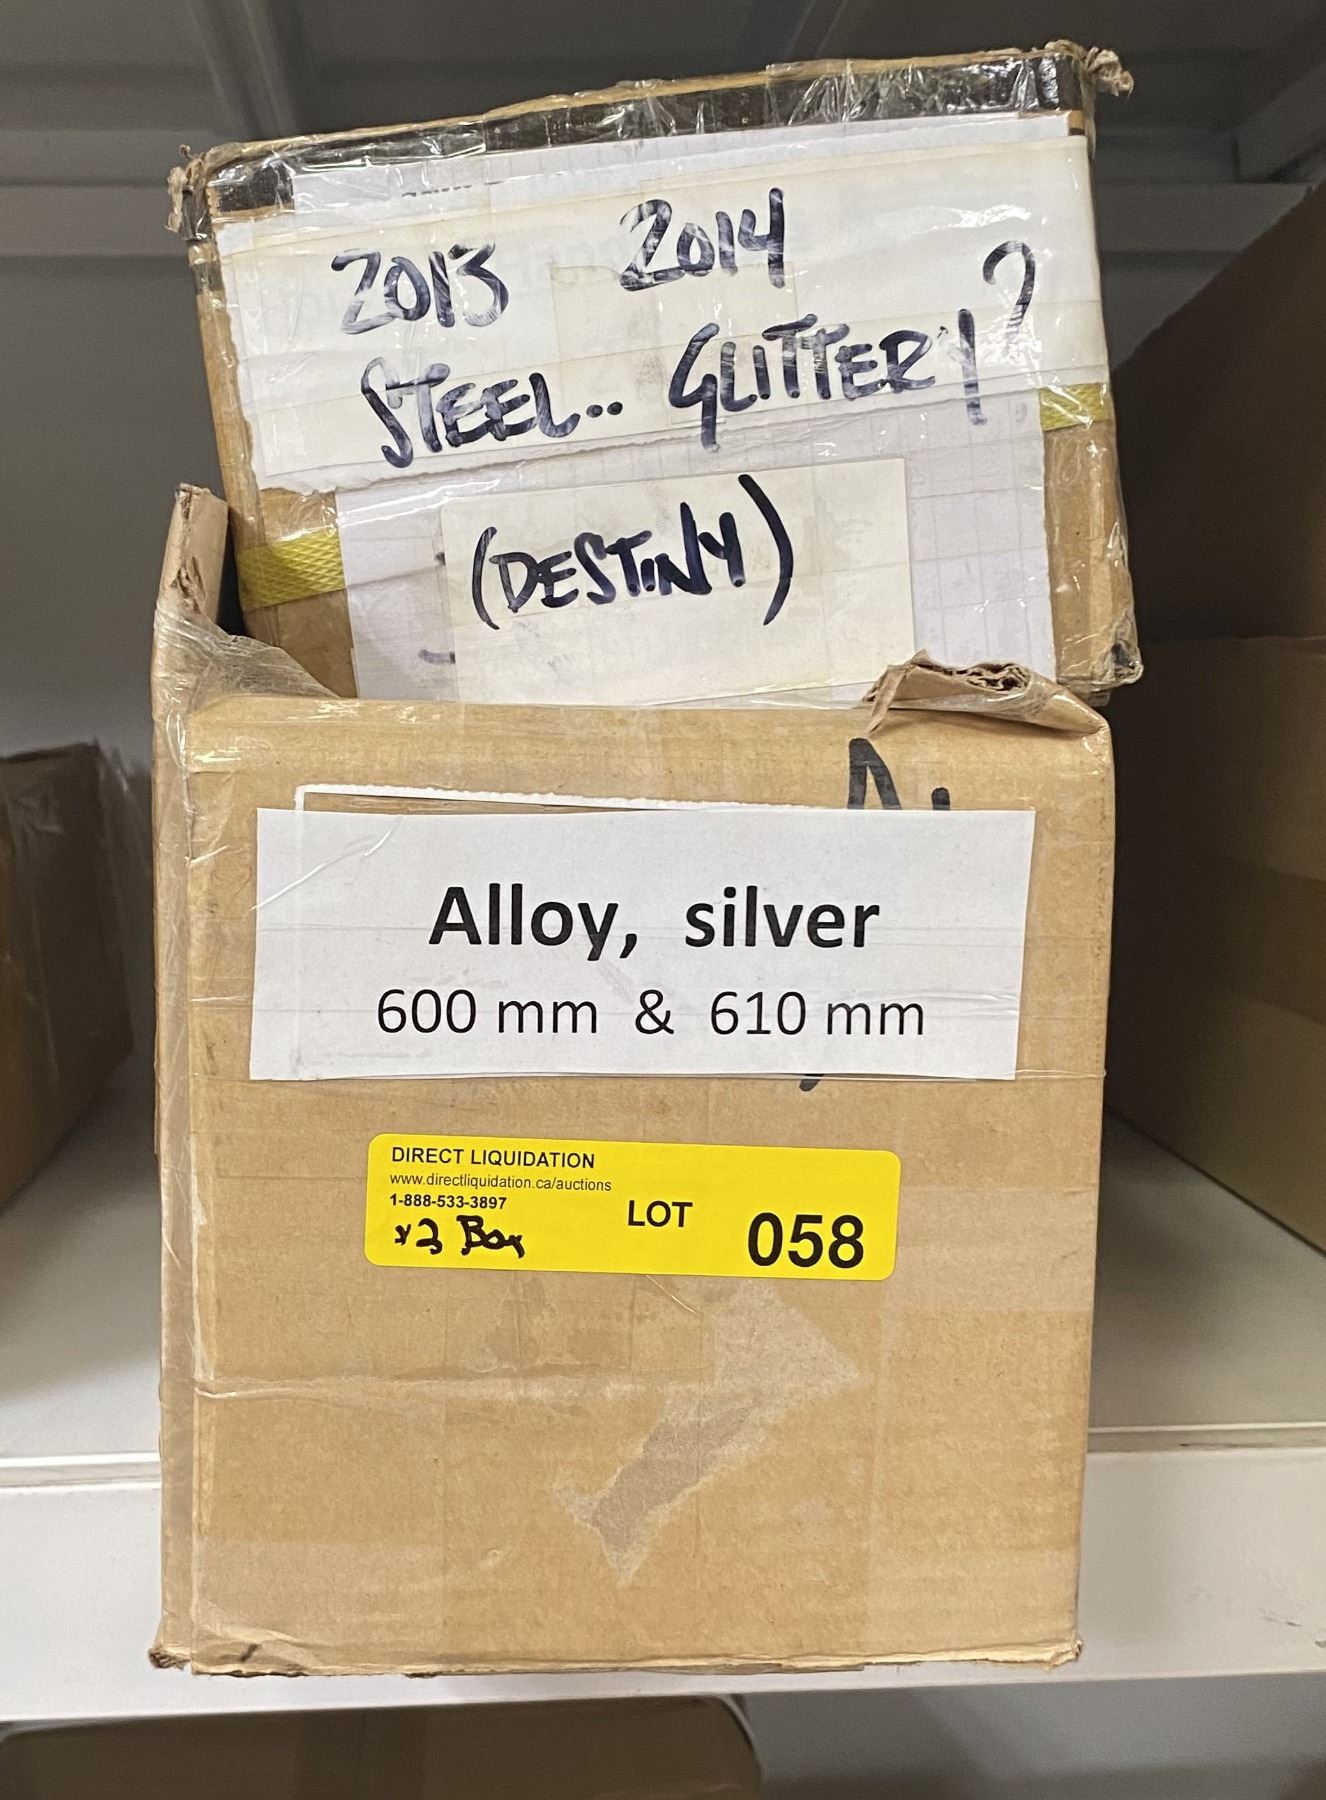 2013 2014
STEEL.. GLITTERY?
(DESTINY)
Alloy, silver
600 mm & 610 mm
DIRECT LIQUIDATION
www.directliquidation.ca/auctions
1-888-533-3897
x2 Box
LOT 058